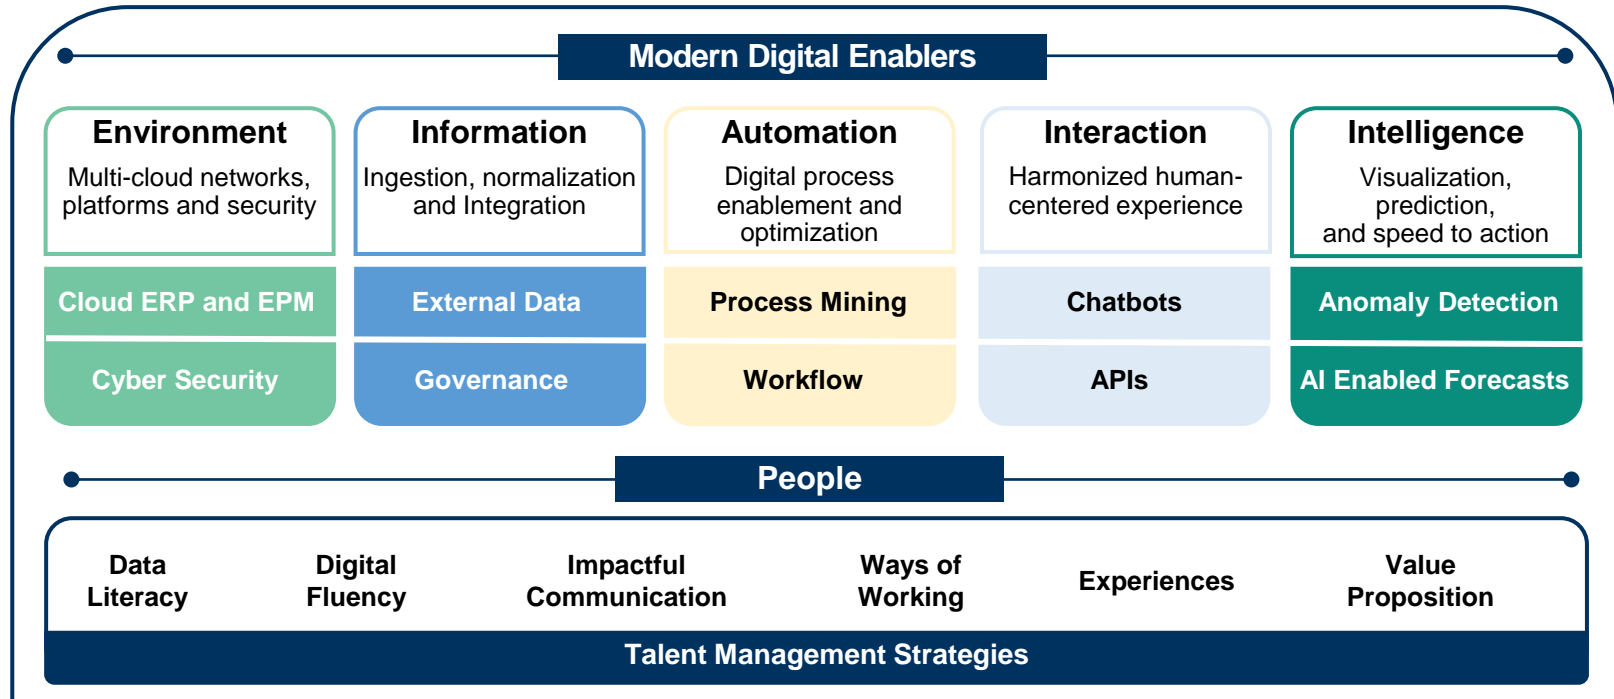 Modern Digital Enablers
Environment
Multi-cloud networks,
platforms and security
Cloud ERP and EPM
Cyber Security
Information
Ingestion, normalization
and Integration
External Data
Governance
Automation
Digital process
enablement and
optimization
Process Mining
Workflow
Interaction
Harmonized human-
centered experience
Chatbots
APIs
Intelligence
Visualization,
prediction,
and speed to action
Anomaly Detection
AI Enabled Forecasts
People
Data
Literacy
Digital
Fluency
Impactful
Communication
Ways of
Working
Experiences
Value
Proposition
Talent Management Strategies